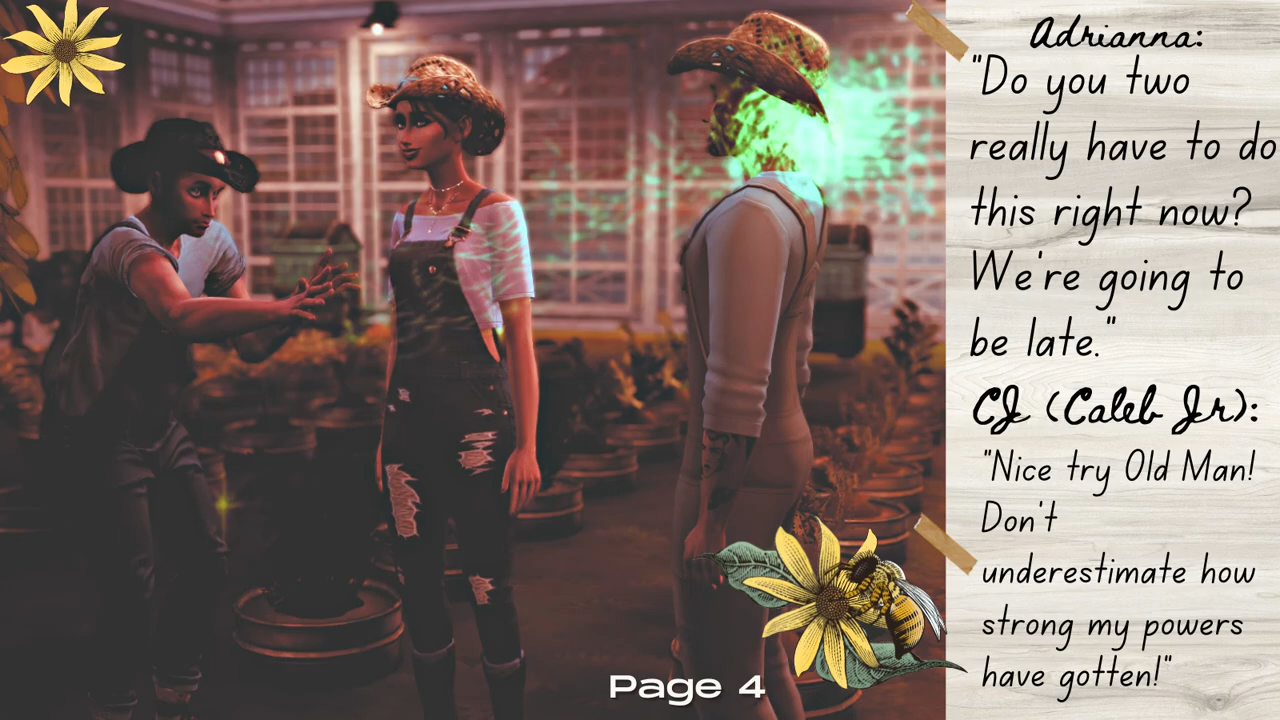 Adrianna:
"Do you two
really have to do
this right now?
We're going to
be late."
CJ (Caleb Jr):
"Nice try Old Man!
Don't
underestimate how
strong my powers
have gotten!"
Page 4